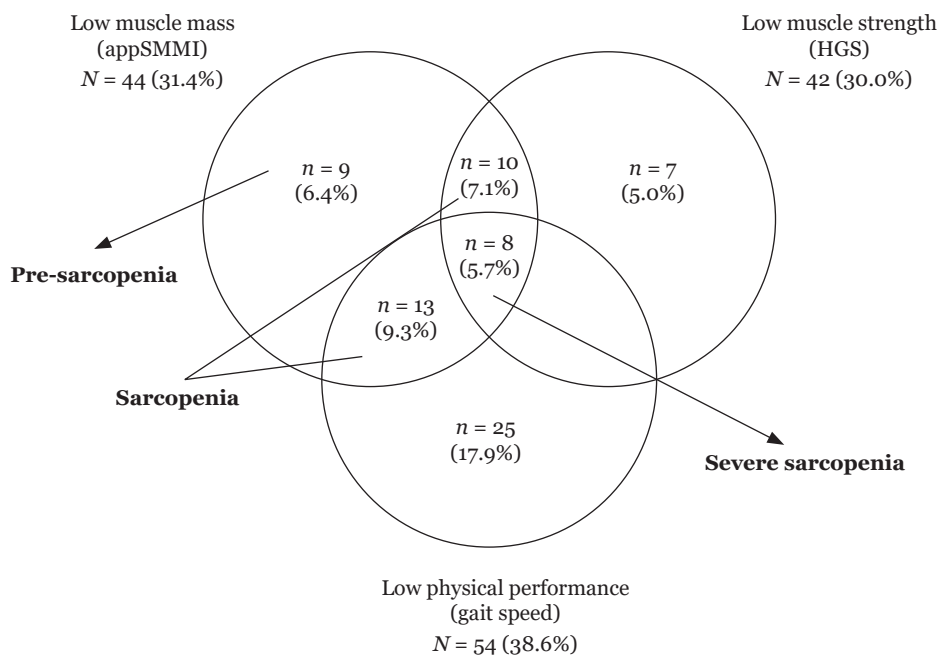 Low muscle mass
(appSMMI)
N = 44 (31.4%)
Low muscle strength
(HGS)
N = 42 (30.0%)
n = 9
(6.4%)
n = 10
(7.1%)
n = 7
(5.0%)
n = 8
(5.7%)
Pre-sarcopenia
n = 13
(9.3%)
Sarcopenia
n = 25
(17.9%)
Severe sarcopenia
Low physical performance
(gait speed)
N = 54 (38.6%)